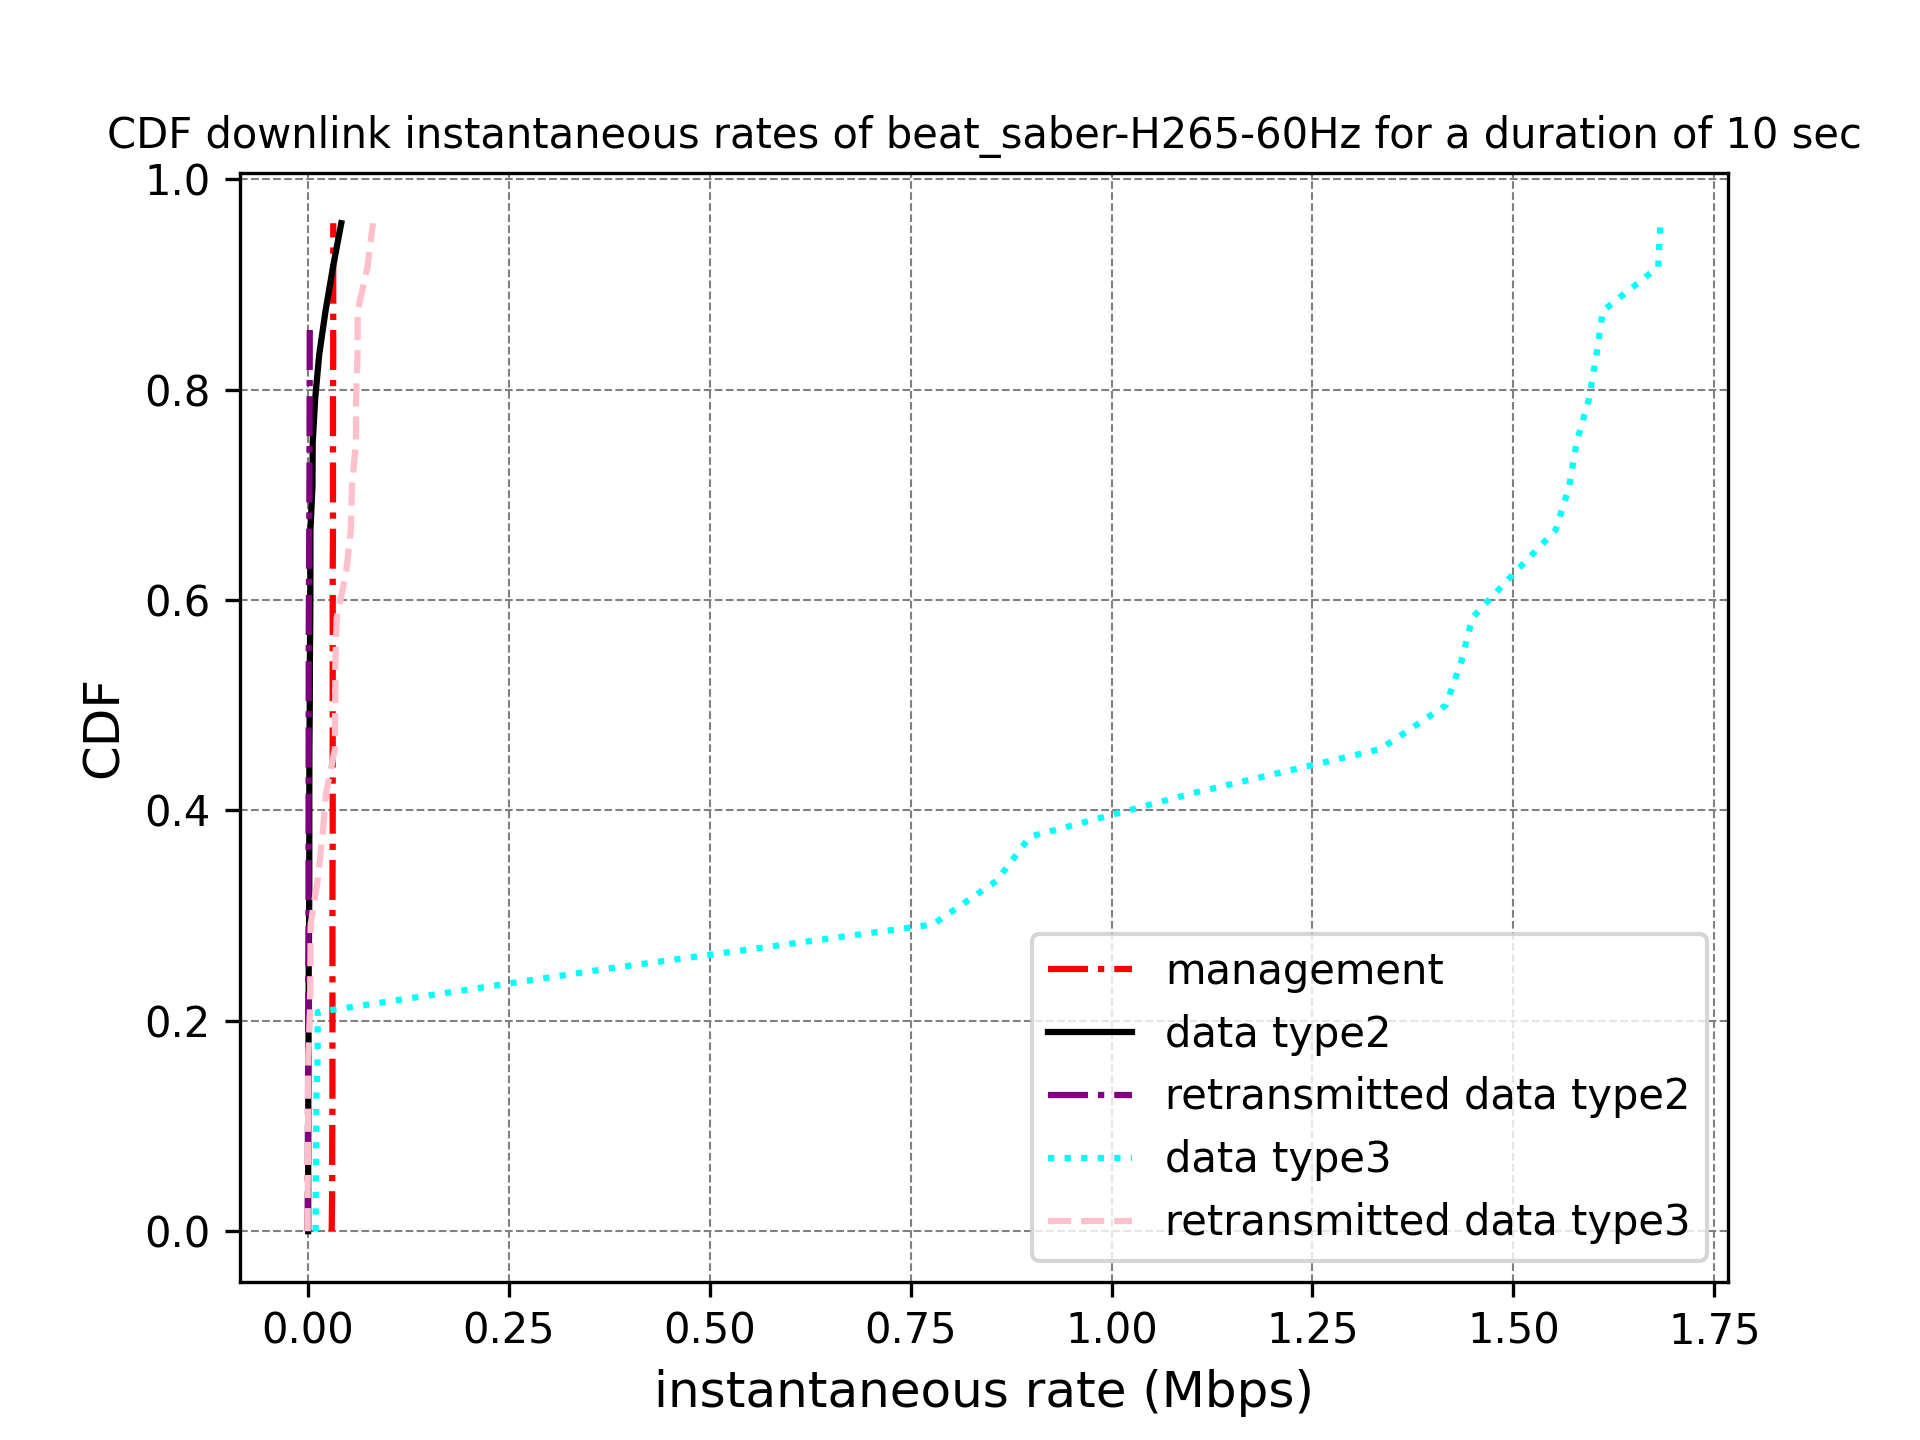 CDF downlink instantaneous rates of beat_saber-H265-60Hz for a duration of 10 sec
1.0
0.8
0.6
0.4
0.2
0.0
CDF
management
data type2
retransmitted data type2
data type3
retransmitted data type3
0.00 0.25 0.50 0.75 1.00 1.25 1.50 1.75
instantaneous rate (Mbps)